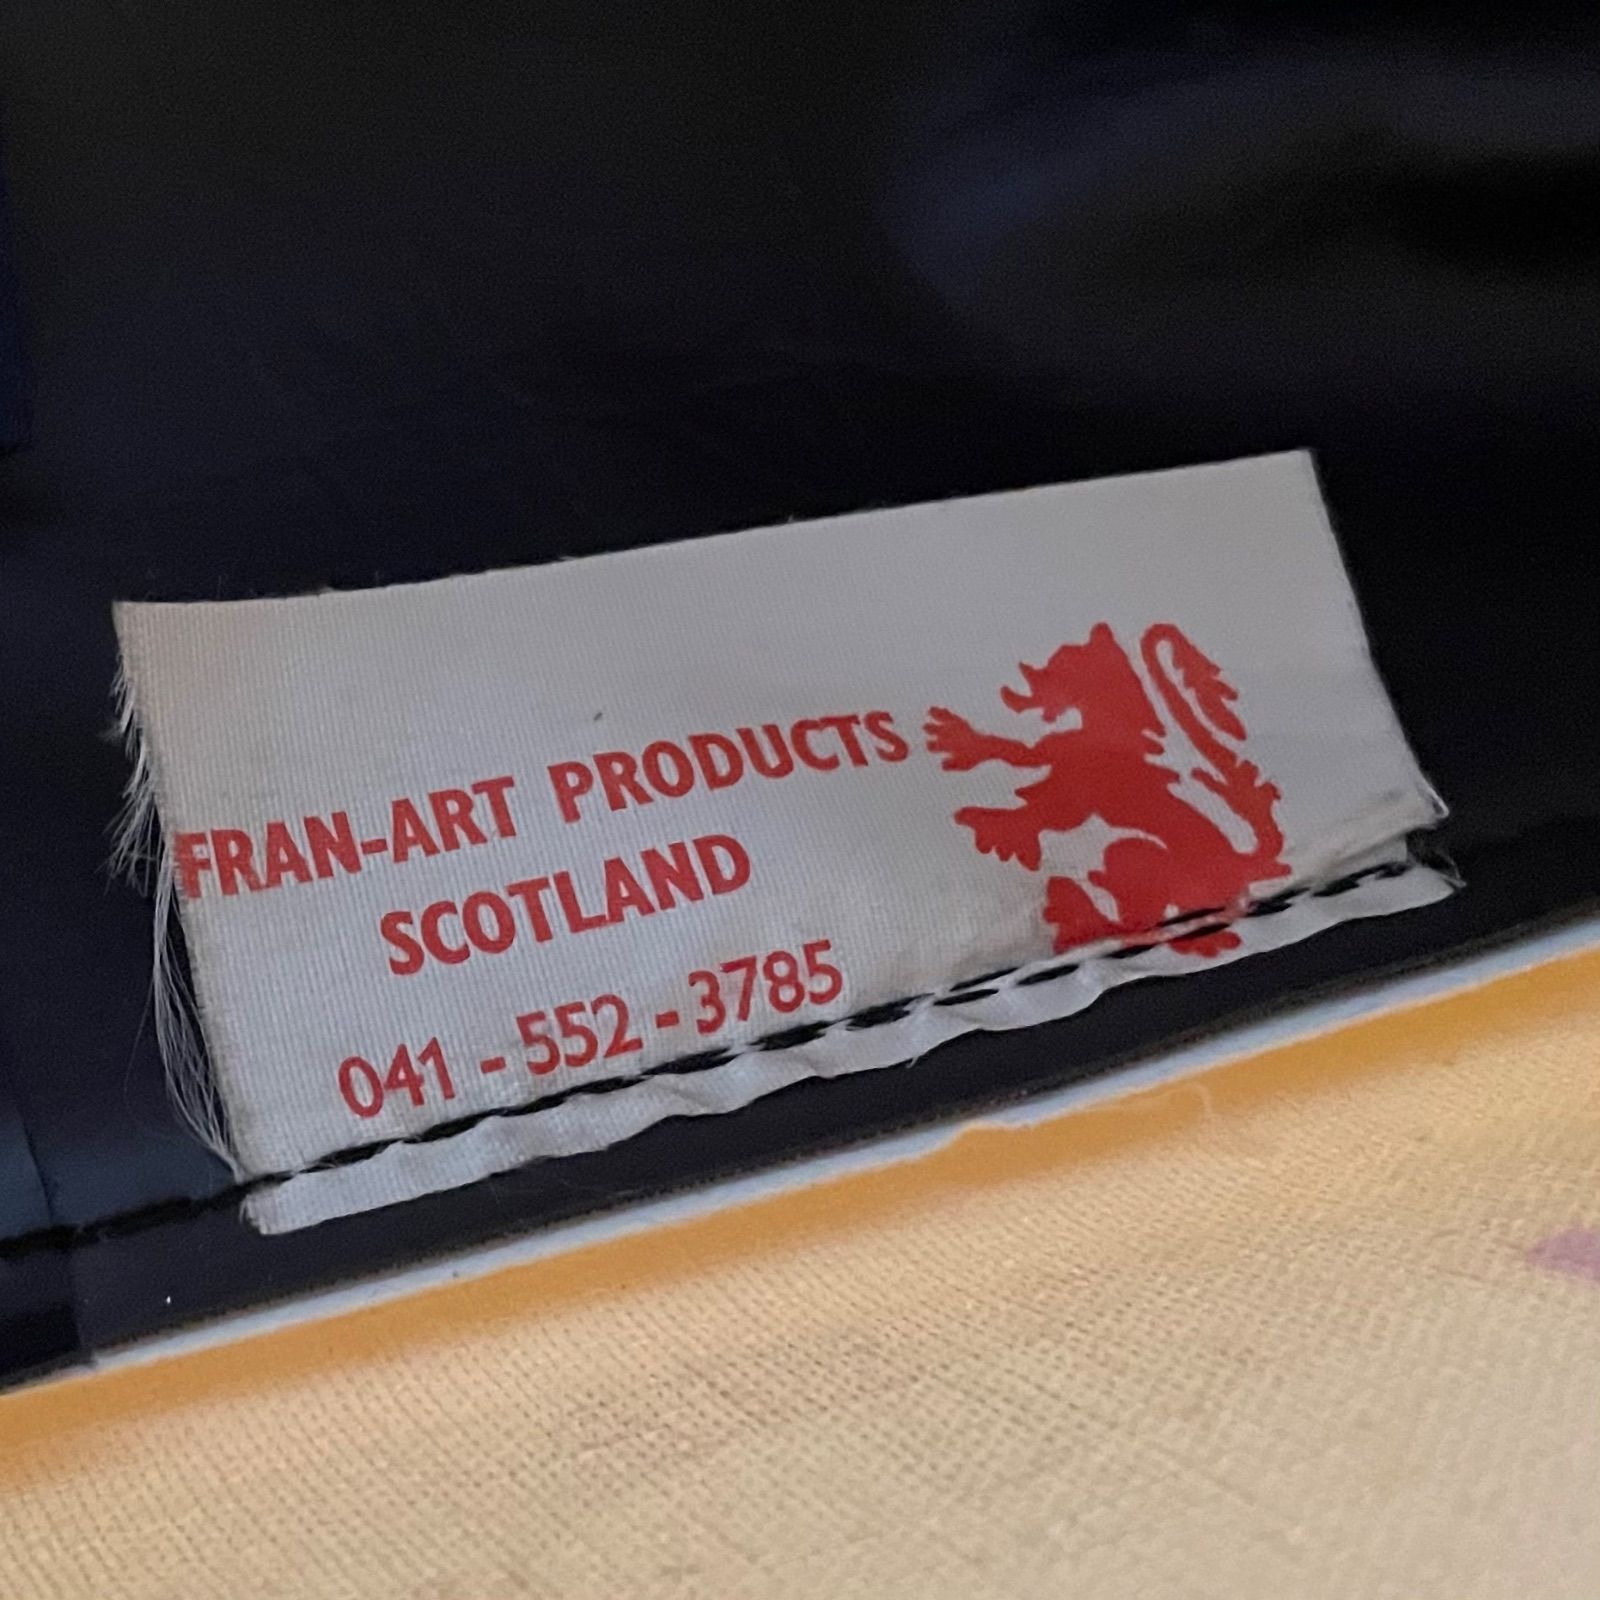 FRAN-ART PRODUCTS
SCOTLAND
041 - 552 - 3785